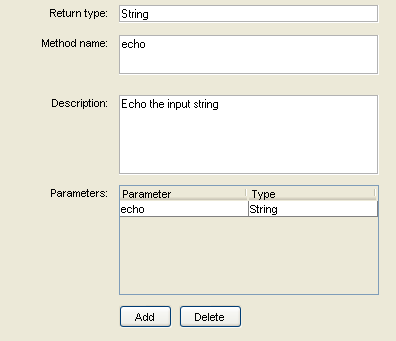 Return type: String
Method name: echo
Description: Echo the input string
Parameters: Parameter Type
echo String
Add Delete